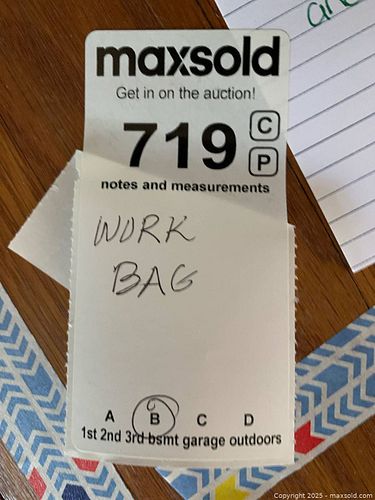 maxsold
Get in on the auction!
719 C
P
notes and measurements
WORK
BAG
A B C D
1st 2nd 3rd bsmt garage outdoors
Copyright 2025 - maxsold.com